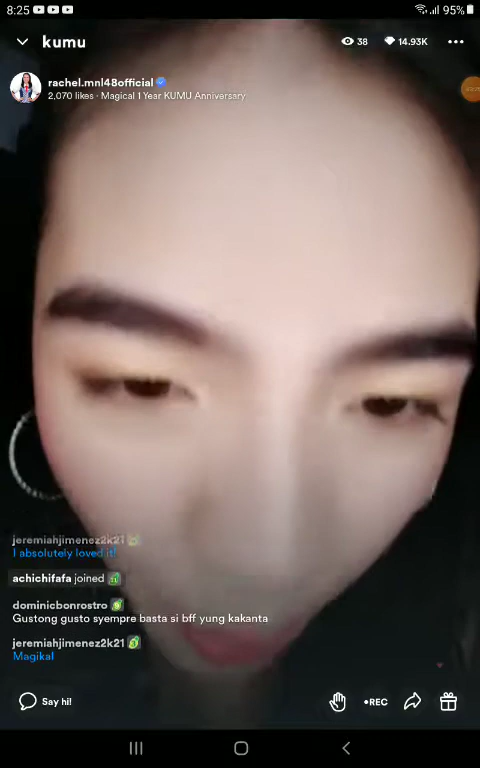 8:25 95%
kumu 38 14.93K
rachel.mnl48official
2,070 likes · Magical 1 Year KUMU Anniversary
jeremiahjimenez2k21
I absolutely loved it!
achichifafa joined
dominicbonrostro
Gustong gusto syempre basta si bff yung kakanta
jeremiahjimenez2k21
Magikal
Say hi! •REC